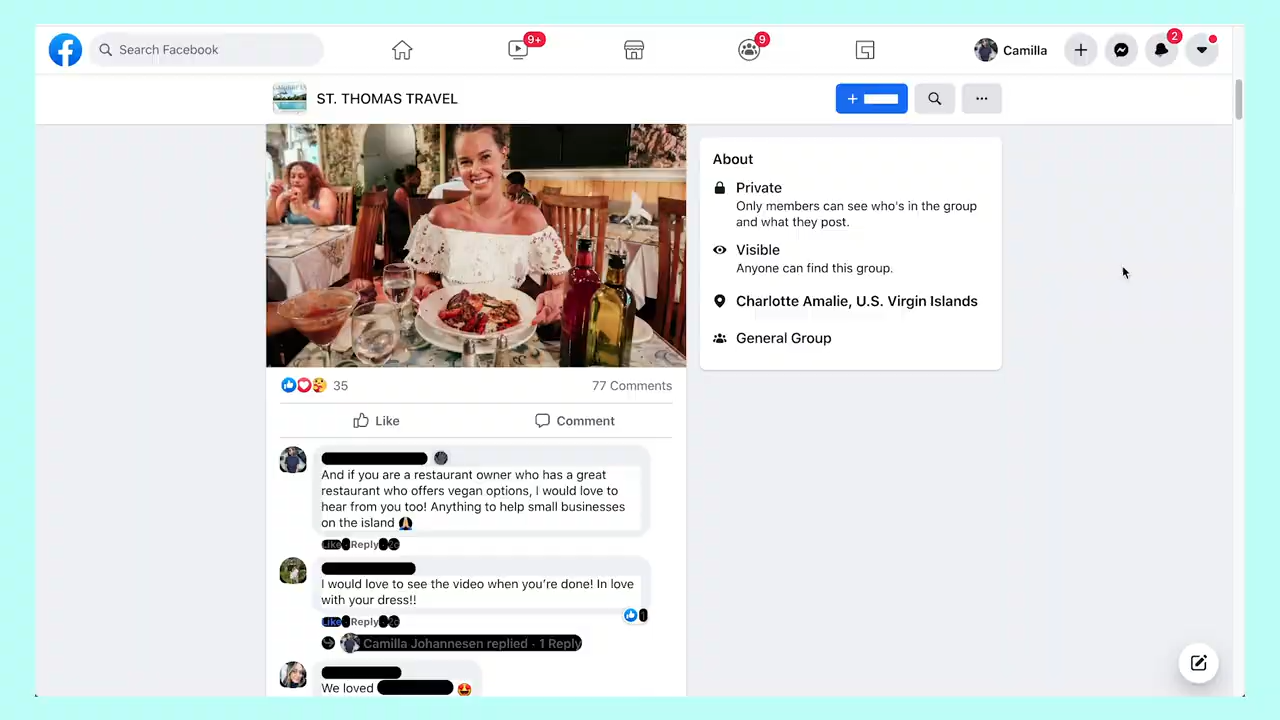 Search Facebook
9+
9
Camilla
2
ST. THOMAS TRAVEL
About
Private
Only members can see who's in the group
and what they post.
Visible
Anyone can find this group.
Charlotte Amalie, U.S. Virgin Islands
General Group
35
77 Comments
Like
Comment
And if you are a restaurant owner who has a great
restaurant who offers vegan options, I would love to
hear from you too! Anything to help small businesses
on the island
Like Reply
I would love to see the video when you're done! In love
with your dress!!
Like Reply
Camilla Johannesen replied · 1 Reply
We loved